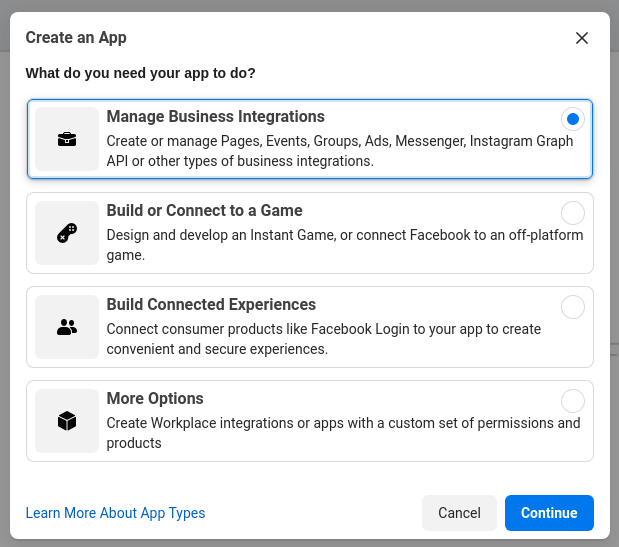 Create an App
What do you need your app to do?
Manage Business Integrations
Create or manage Pages, Events, Groups, Ads, Messenger, Instagram Graph
API or other types of business integrations.
Build or Connect to a Game
Design and develop an Instant Game, or connect Facebook to an off-platform
game.
Build Connected Experiences
Connect consumer products like Facebook Login to your app to create
convenient and secure experiences.
More Options
Create Workplace integrations or apps with a custom set of permissions and
products
Learn More About App Types
Cancel
Continue